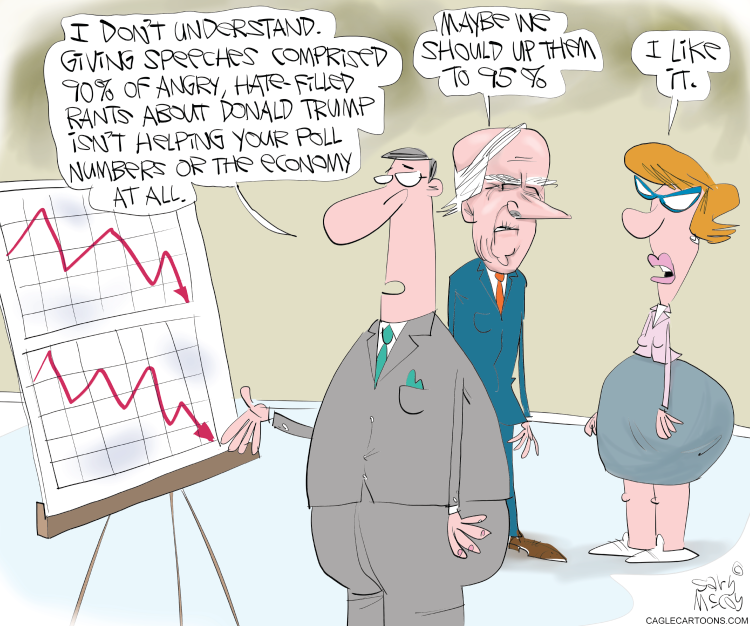 I DON'T UNDERSTAND.
GIVING SPEECHES COMPRISED
90% OF ANGRY, HATE-FILLED
RANTS ABOUT DONALD TRUMP
ISN'T HELPING YOUR POLL
NUMBERS OR THE ECONOMY
AT ALL.
MAYBE WE
SHOULD UP THEM
TO 95%
I LIKE
IT.
©
Gary
McCoy
CAGLECARTOONS.COM